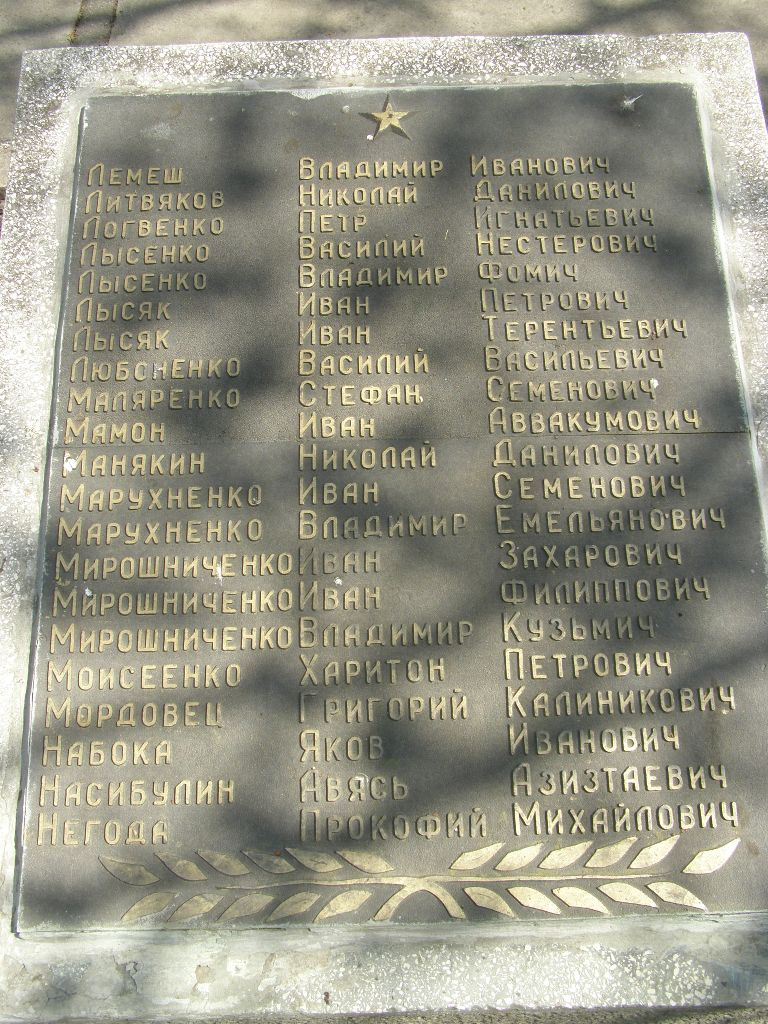 Лемеш Владимир Иванович
Литвяков Николай Данилович
Логвенко Петр Игнатьевич
Лысенко Василий Нестерович
Лысенко Владимир Фомич
Лысяк Иван Петрович
Лысяк Иван Терентьевич
Любсненко Василий Васильевич
Маляренко Стефан Семенович
Мамон Иван Аввакумович
Манякин Николай Данилович
Марухненко Иван Семенович
Марухненко Владимир Емельянович
Мирошниченко Иван Захарович
Мирошниченко Иван Филиппович
Мирошниченко Владимир Кузьмич
Моисеенко Харитон Петрович
Мордовец Григорий Калиникович
Набока Яков Иванович
Насибулин Авясь Азизтаевич
Негода Прокофий Михайлович